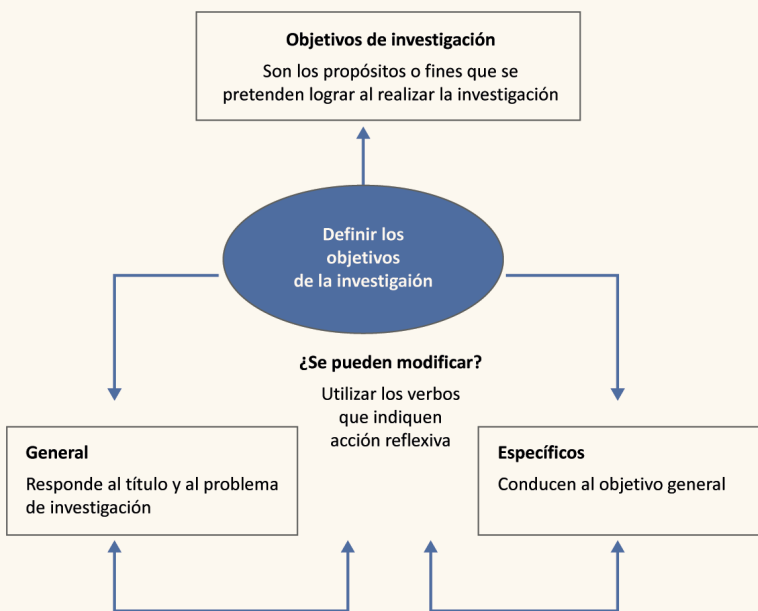 Objetivos de investigación
Son los propósitos o fines que se
pretenden lograr al realizar la investigación
Definir los
objetivos
de la investigaión
¿Se pueden modificar?
Utilizar los verbos
que indiquen
acción reflexiva
General
Responde al título y al problema
de investigación
Específicos
Conducen al objetivo general